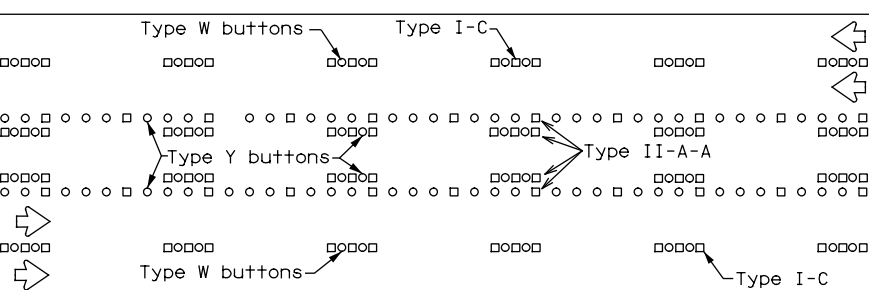 Type W buttons
Type I-C
Type Y buttons
Type II-A-A
Type W buttons
Type I-C